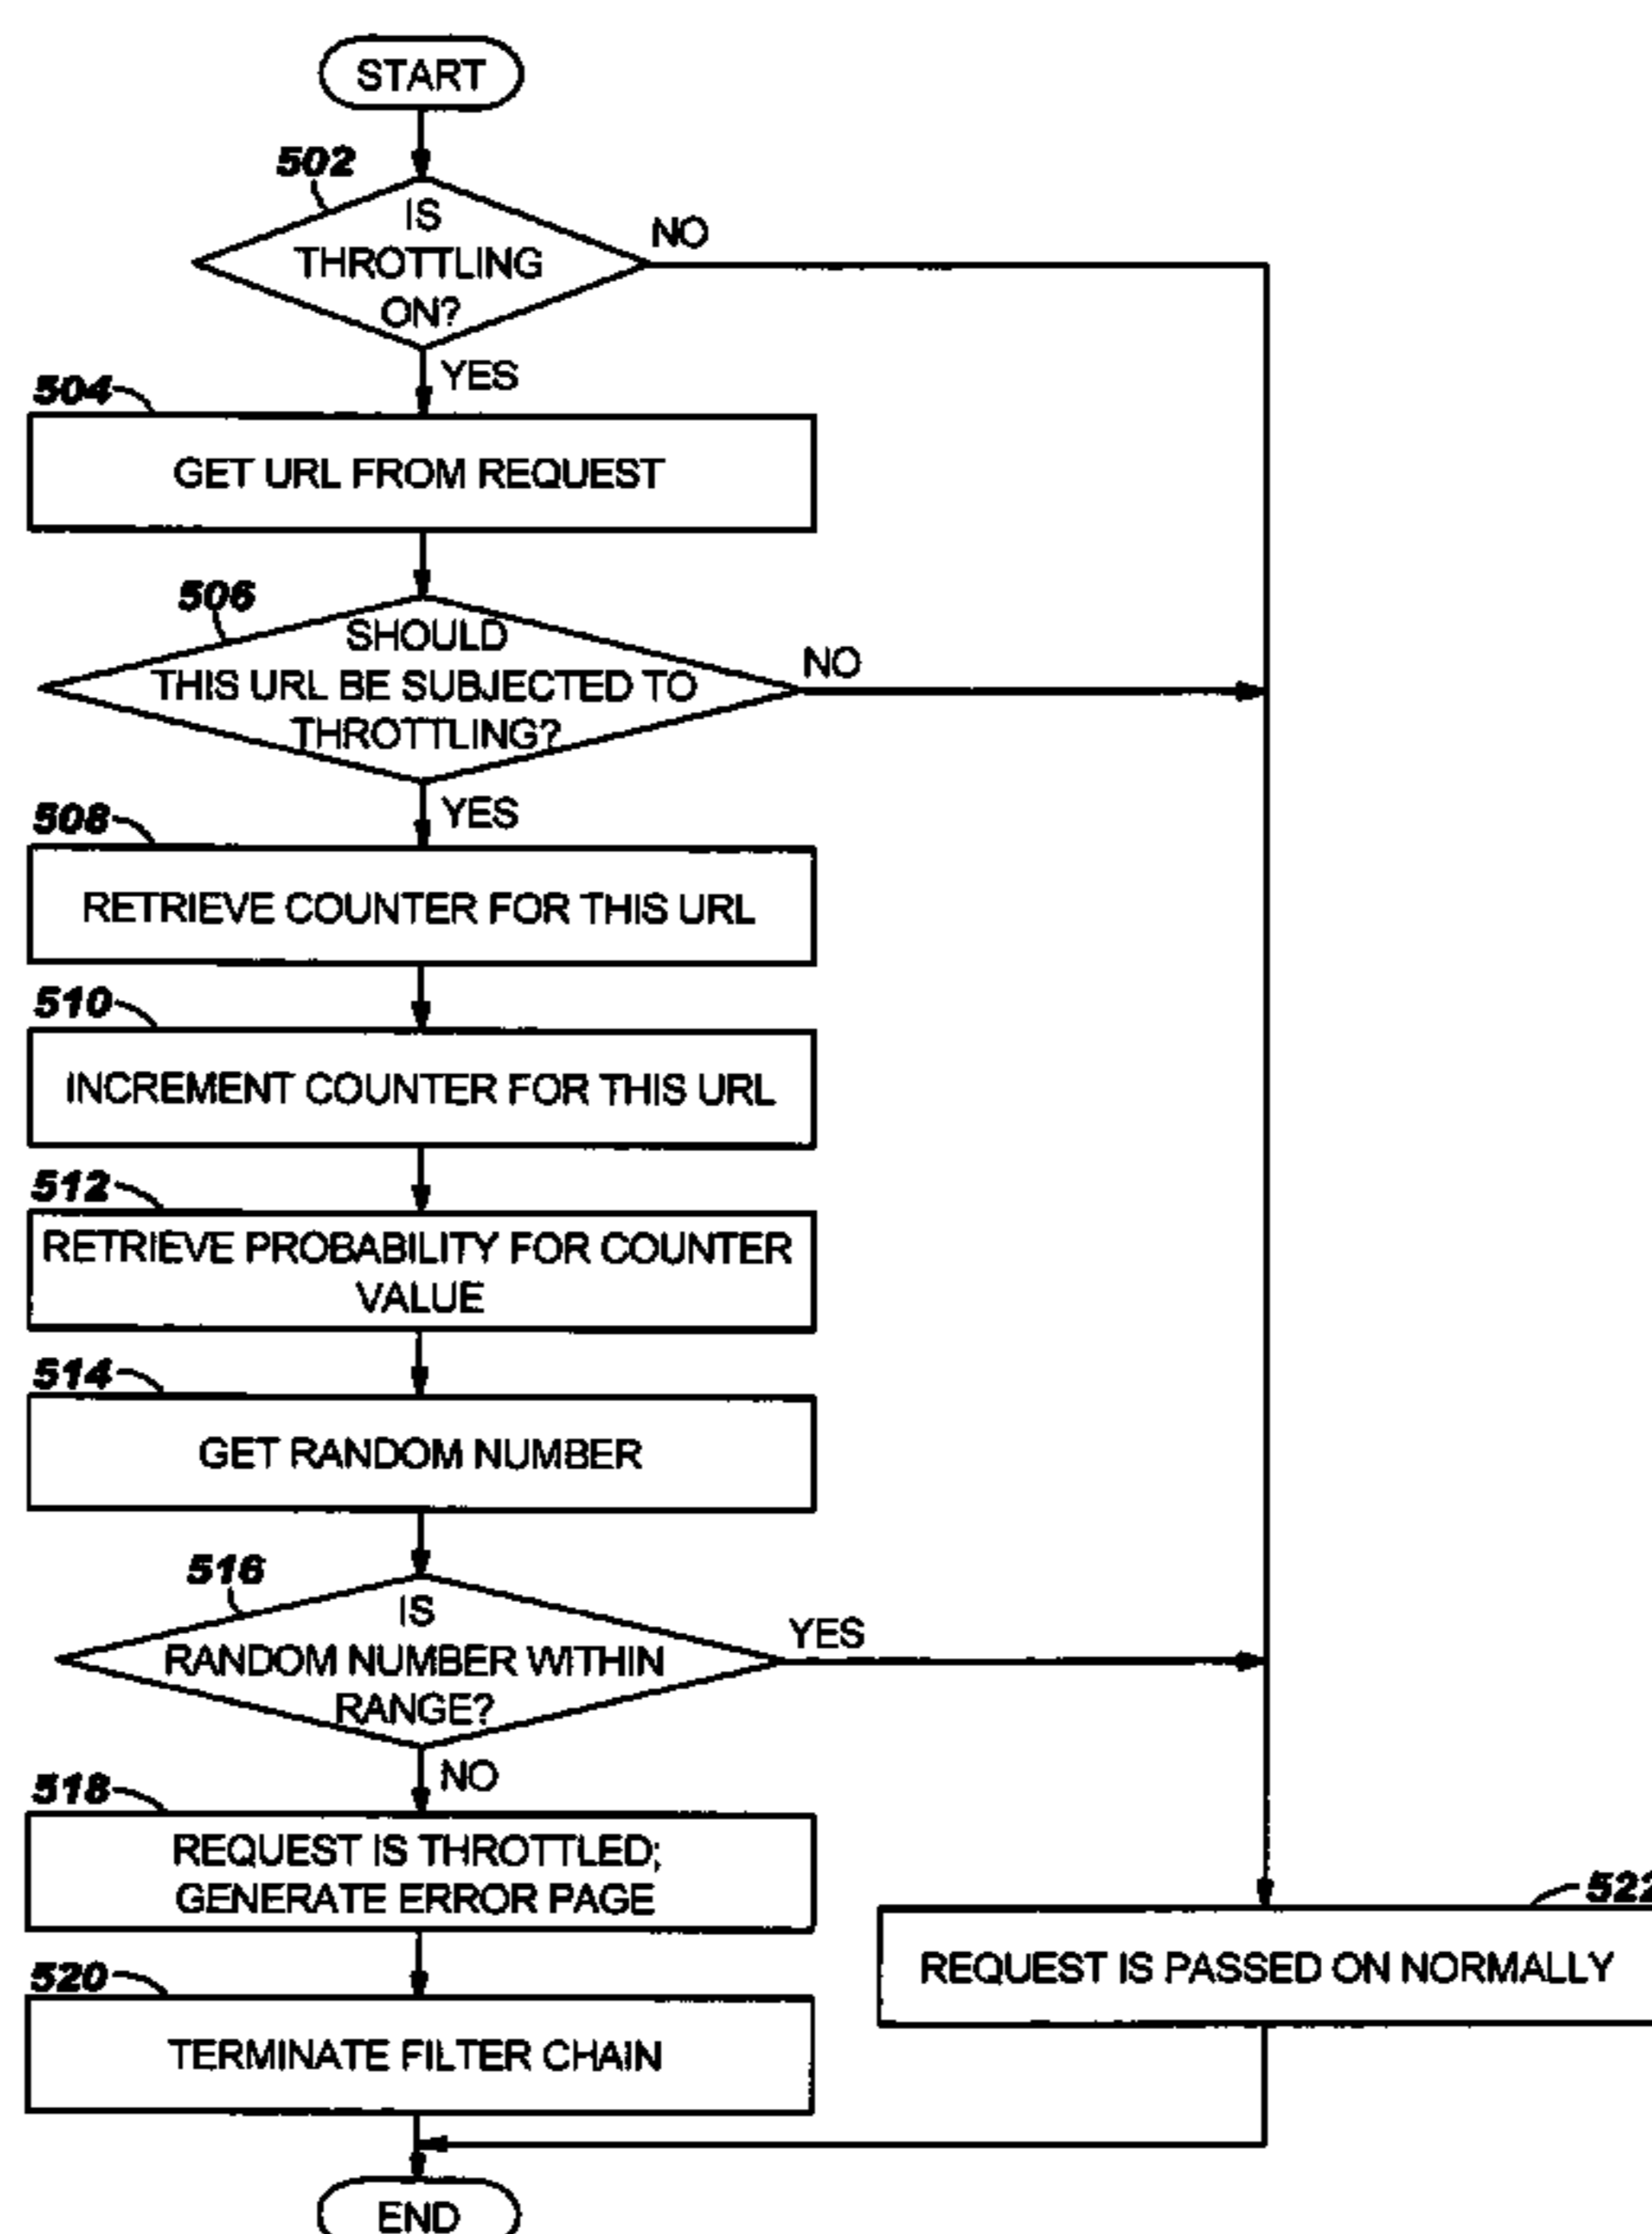 START
502
IS
THROTTLING
ON?
NO
YES
504
GET URL FROM REQUEST
506
SHOULD
THIS URL BE SUBJECTED TO
THROTTLING?
NO
YES
508
RETRIEVE COUNTER FOR THIS URL
510
INCREMENT COUNTER FOR THIS URL
512
RETRIEVE PROBABILITY FOR COUNTER
VALUE
514
GET RANDOM NUMBER
516
IS
RANDOM NUMBER WITHIN
RANGE?
YES
NO
518
REQUEST IS THROTTLED;
GENERATE ERROR PAGE
522
REQUEST IS PASSED ON NORMALLY
520
TERMINATE FILTER CHAIN
END